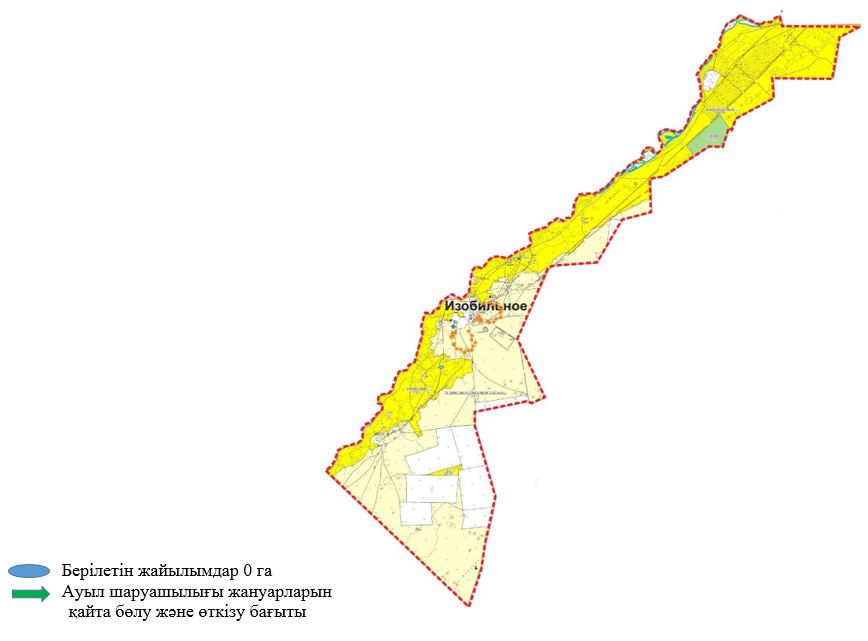 Изобильное
Берілетін жайылымдар 0 га
Ауыл шаруашылығы жануарларын
қайта бөлу және өткізу бағыты